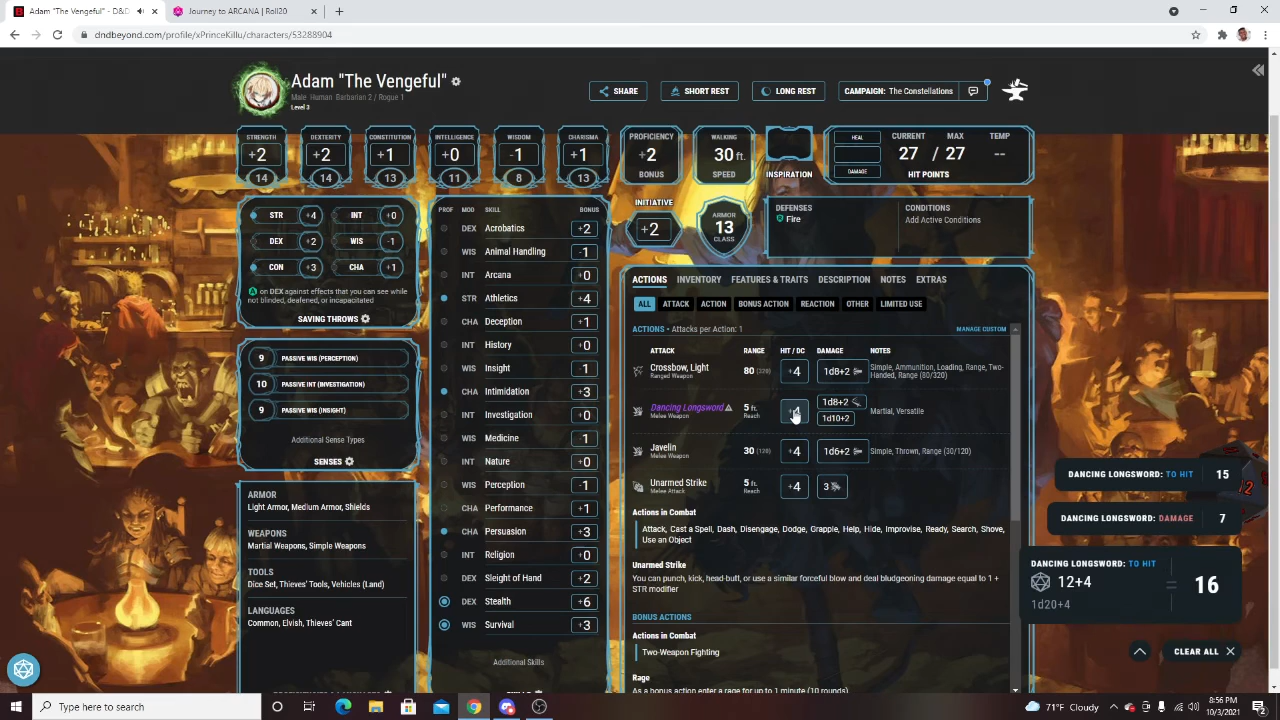 Adam "The Vengeful" - D&D
Journey to ARCANA | Roll20
dndbeyond.com/profile/xPrinceKillu/characters/53288904
Adam "The Vengeful"
Male Human Barbarian 2 / Rogue 1
Level 3
SHARE
SHORT REST
LONG REST
CAMPAIGN: The Constellations
STRENGTH
+2
14
DEXTERITY
+2
14
CONSTITUTION
+1
13
INTELLIGENCE
+0
11
WISDOM
-1
8
CHARISMA
+1
13
PROFICIENCY
+2
BONUS
WALKING
30 ft.
SPEED
INSPIRATION
HEAL
DAMAGE
CURRENT MAX TEMP
27 / 27 --
HIT POINTS
STR +4 INT +0
DEX +2 WIS -1
CON +3 CHA +1
on DEX against effects that you can see while
not blinded, deafened, or incapacitated
SAVING THROWS
9 PASSIVE WIS (PERCEPTION)
10 PASSIVE INT (INVESTIGATION)
9 PASSIVE WIS (INSIGHT)
Additional Sense Types
SENSES
ARMOR
Light Armor, Medium Armor, Shields
WEAPONS
Martial Weapons, Simple Weapons
TOOLS
Dice Set, Thieves' Tools, Vehicles (Land)
LANGUAGES
Common, Elvish, Thieves' Cant
PROF MOD SKILL BONUS
DEX Acrobatics +2
WIS Animal Handling -1
INT Arcana +0
STR Athletics +4
CHA Deception +1
INT History +0
WIS Insight -1
CHA Intimidation +3
INT Investigation +0
WIS Medicine -1
INT Nature +0
WIS Perception -1
CHA Performance +1
CHA Persuasion +3
INT Religion +0
DEX Sleight of Hand +2
DEX Stealth +6
WIS Survival +3
Additional Skills
INITIATIVE
+2
ARMOR
13
CLASS
DEFENSES
Fire
CONDITIONS
Add Active Conditions
ACTIONS INVENTORY FEATURES & TRAITS DESCRIPTION NOTES EXTRAS
ALL ATTACK ACTION BONUS ACTION REACTION OTHER LIMITED USE
ACTIONS • Attacks per Action: 1
MANAGE CUSTOM
ATTACK RANGE HIT / DC DAMAGE NOTES
Crossbow, Light 80 (320) +4 1d8+2 Simple, Ammunition, Loading, Range, Two-
Ranged Weapon Handed, Range (80/320)
Dancing Longsword 5 ft. +4 1d8+2 Martial, Versatile
Melee Weapon Reach 1d10+2
Javelin 30 (120) +4 1d6+2 Simple, Thrown, Range (30/120)
Melee Weapon
Unarmed Strike 5 ft. +4 3
Melee Attack Reach
Actions in Combat
Attack, Cast a Spell, Dash, Disengage, Dodge, Grapple, Help, Hide, Improvise, Ready, Search, Shove,
Use an Object
Unarmed Strike
You can punch, kick, head-butt, or use a similar forceful blow and deal bludgeoning damage equal to 1 +
STR modifier
BONUS ACTIONS
Actions in Combat
Two-Weapon Fighting
Rage
As a bonus action enter a rage for up to 1 minute (10 rounds).
DANCING LONGSWORD: TO HIT 15
DANCING LONGSWORD: DAMAGE 7
DANCING LONGSWORD: TO HIT
12+4 = 16
1d20+4
CLEAR ALL
Type here to search
71°F Cloudy
8:56 PM
10/3/2021